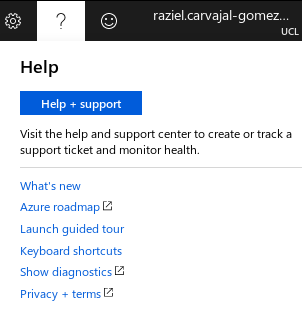 raziel.carvajal-gomez...
UCL
Help
Help + support
Visit the help and support center to create or track a
support ticket and monitor health.
What's new
Azure roadmap
Launch guided tour
Keyboard shortcuts
Show diagnostics
Privacy + terms